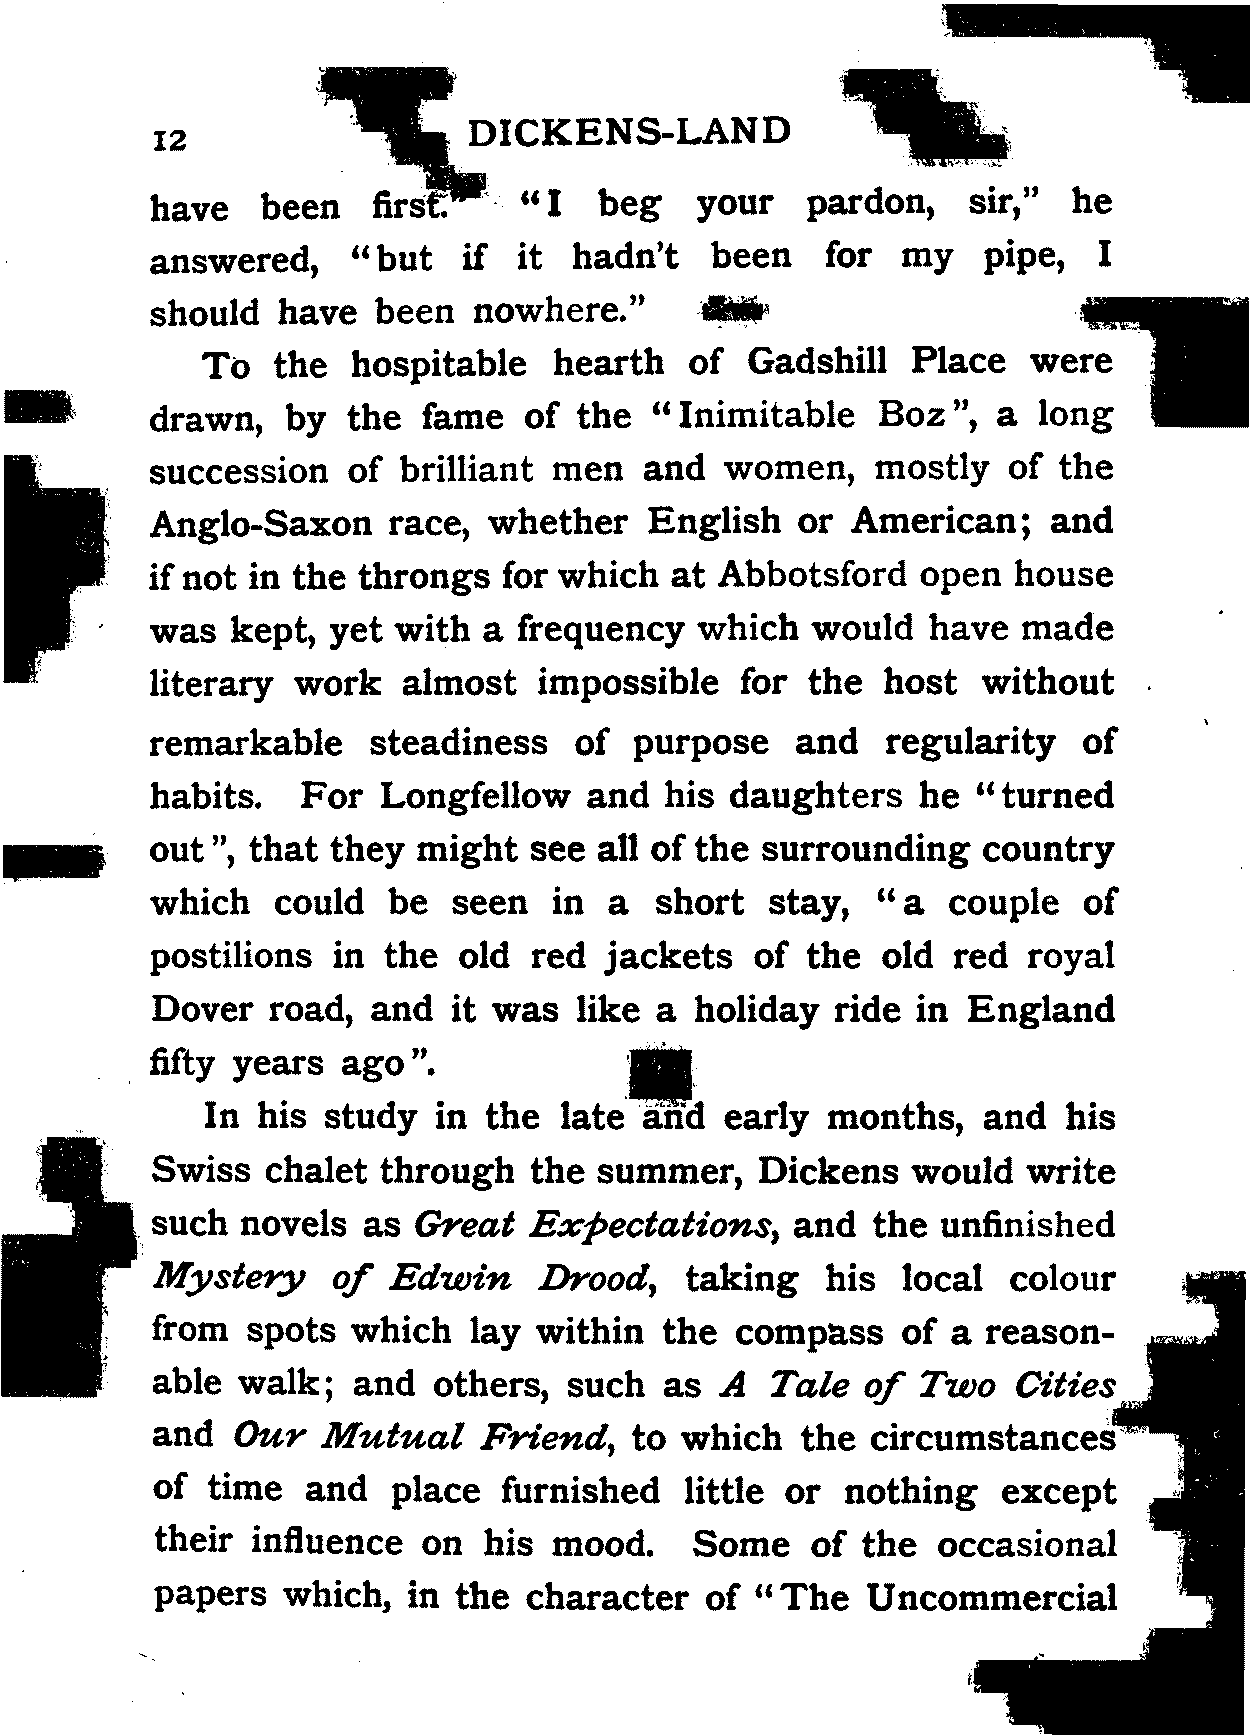 12 DICKENS-LAND
have been first." "I beg your pardon, sir," he
answered, "but if it hadn't been for my pipe, I
should have been nowhere."
To the hospitable hearth of Gadshill Place were
drawn, by the fame of the "Inimitable Boz", a long
succession of brilliant men and women, mostly of the
Anglo-Saxon race, whether English or American; and
if not in the throngs for which at Abbotsford open house
was kept, yet with a frequency which would have made
literary work almost impossible for the host without
remarkable steadiness of purpose and regularity of
habits. For Longfellow and his daughters he "turned
out", that they might see all of the surrounding country
which could be seen in a short stay, "a couple of
postilions in the old red jackets of the old red royal
Dover road, and it was like a holiday ride in England
fifty years ago".
In his study in the late and early months, and his
Swiss chalet through the summer, Dickens would write
such novels as Great Expectations, and the unfinished
Mystery of Edwin Drood, taking his local colour
from spots which lay within the compass of a reason-
able walk; and others, such as A Tale of Two Cities
and Our Mutual Friend, to which the circumstances
of time and place furnished little or nothing except
their influence on his mood. Some of the occasional
papers which, in the character of "The Uncommercial